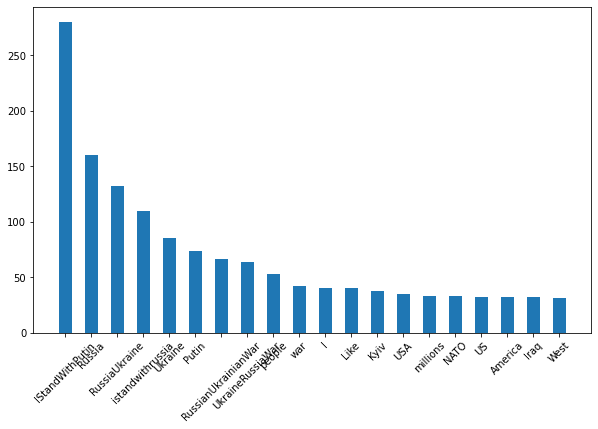 250
200
150
100
50
0
IStandWithPutin
Russia
RussiaUkraine
istandwithrussia
Ukraine
Putin
RussianUkrainianWar
UkraineRussiaWar
people
war
I
Like
Kyiv
USA
millions
NATO
US
America
Iraq
West